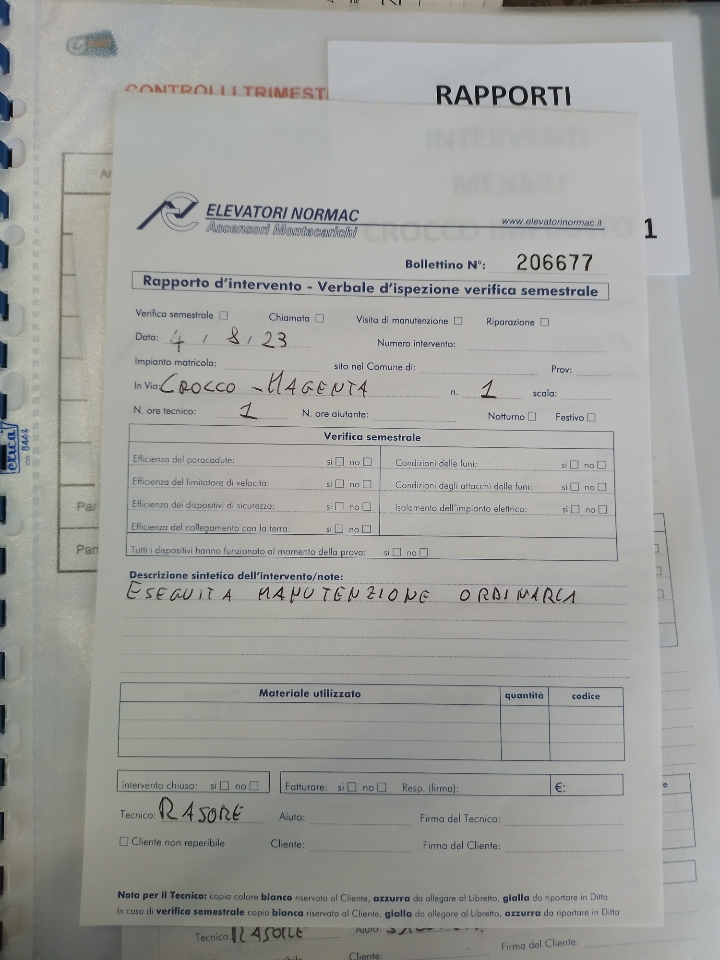 CONTROLLI TRIMEST
RAPPORTI
INTERVENTI
MENSILI
CROCCO
1
ELEVATORI NORMAC
Ascensori Montacarichi
www.elevatorinormac.it
Bollettino N°: 206677
Rapporto d'intervento - Verbale d'ispezione verifica semestrale
Verifica semestrale □ Chiamata □ Visita di manutenzione □ Riparazione □
Data: 4 / 8 / 23 Numero intervento:
Impianto matricola: sito nel Comune di: Prov:
In Via: CROCCO - MAGENTA n. 1 scala:
N. ore tecnico: 1 N. ore aiutante: Notturno □ Festivo □
Verifica semestrale
Efficienza del paracadute: si □ no □ Condizioni delle funi: si □ no □
Efficienza del limitatore di velocità: si □ no □ Condizioni degli attacchi delle funi: si □ no □
Efficienza dei dispositivi di sicurezza: si □ no □ Isolamento dell'impianto elettrico: si □ no □
Efficienza del collegamento con la terra: si □ no □
Tutti i dispositivi hanno funzionato al momento della prova: si □ no □
Descrizione sintetica dell'intervento/note:
ESEGUITA MANUTENZIONE ORDINARIA
Materiale utilizzato quantità codice
Intervento chiuso: si □ no □ Fatturare: si □ no □ Resp. (firma): €:
Tecnico: RASORE Aiuto: Firma del Tecnico:
□ Cliente non reperibile Cliente: Firma del Cliente:
Nota per il Tecnico: copia colore bianco riservata al Cliente, azzurra da allegare al Libretto, gialla da riportare in Ditta
In caso di verifica semestrale copia bianca riservata al Cliente, gialla da allegare al Libretto, azzurra da riportare in Ditta
Tecnico: RASORE Aiuto:
Firma del Cliente:
Cliente: